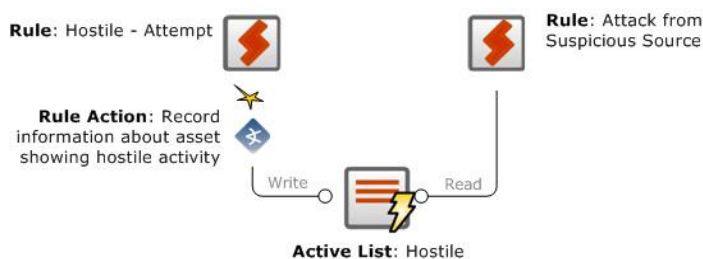 Rule: Hostile - Attempt
Rule: Attack from
Suspicious Source
Rule Action: Record
information about asset
showing hostile activity
Write
Read
Active List: Hostile